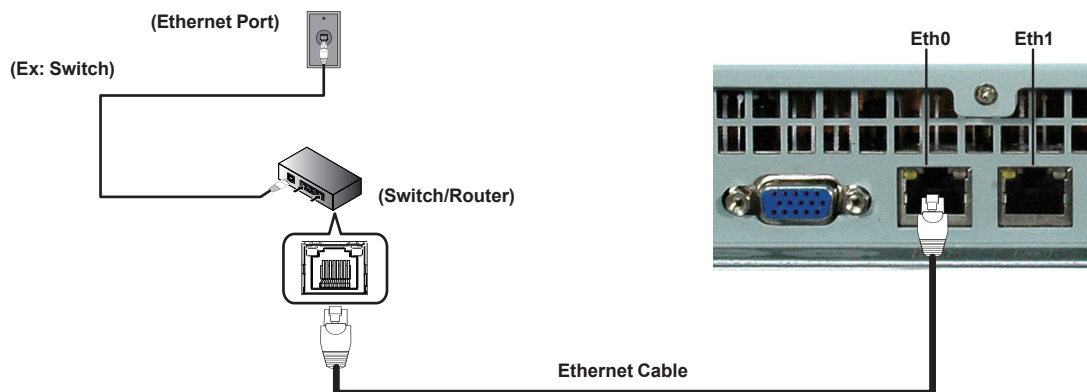 (Ethernet Port)
(Ex: Switch)
(Switch/Router)
Eth0
Eth1
Ethernet Cable